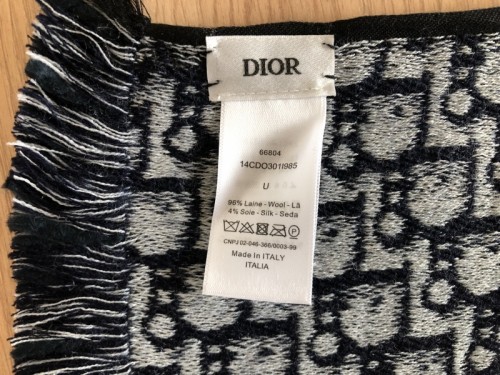 DIOR
66804
14CDO301I985
U
96% Laine - Wool - Lã
4% Soie - Silk - Seda
CNPJ 02-046-366/0003-99
Made in ITALY
ITALIA